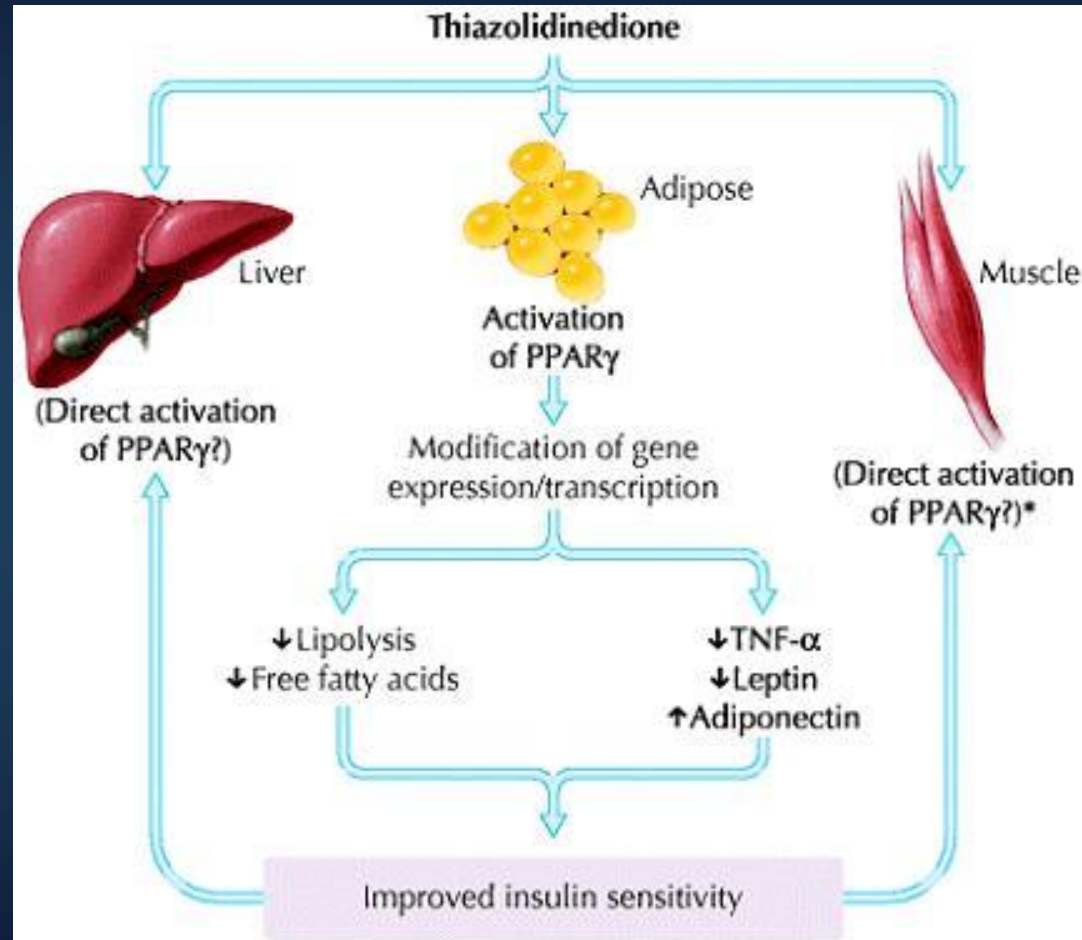 Thiazolidinedione
Adipose
Liver
Muscle
Activation
of PPARγ
(Direct activation
of PPARγ?)
Modification of gene
expression/transcription
(Direct activation
of PPARγ?)*
↓Lipolysis
↓Free fatty acids
↓TNF-α
↓Leptin
↑Adiponectin
Improved insulin sensitivity